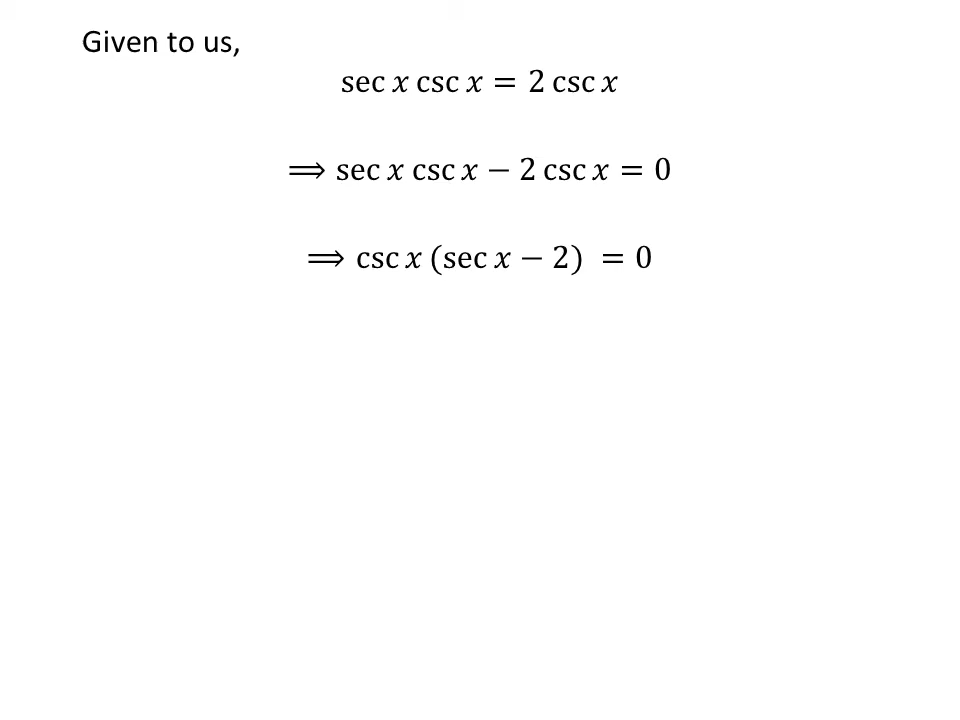 Given to us,
sec 𝑥 csc 𝑥 = 2 csc 𝑥
⟹ sec 𝑥 csc 𝑥 − 2 csc 𝑥 = 0
⟹ csc 𝑥 (sec 𝑥 − 2) = 0